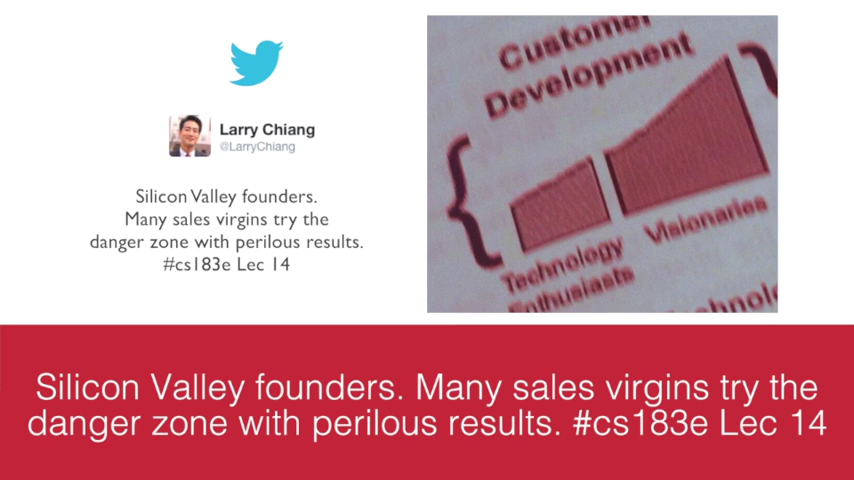 Larry Chiang
@LarryChiang
Silicon Valley founders.
Many sales virgins try the
danger zone with perilous results.
#cs183e Lec 14
Customer
Development
{
}
Technology
Enthusiasts
Visionaries
Silicon Valley founders. Many sales virgins try the
danger zone with perilous results. #cs183e Lec 14